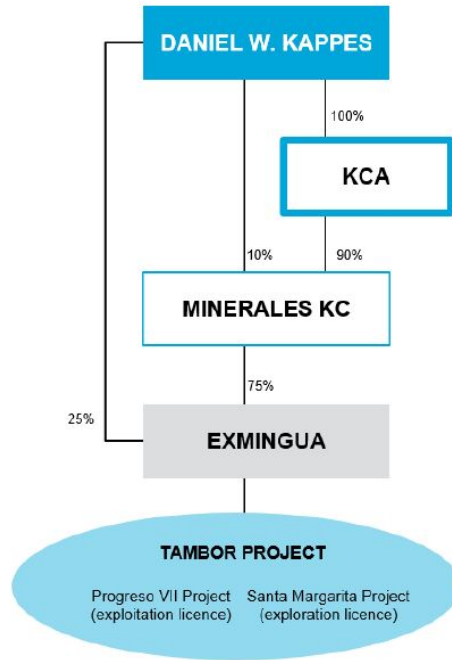 DANIEL W. KAPPES
100%
KCA
10%
90%
MINERALES KC
75%
25%
EXMINGUA
TAMBOR PROJECT
Progreso VII Project
(exploitation licence)
Santa Margarita Project
(exploration licence)